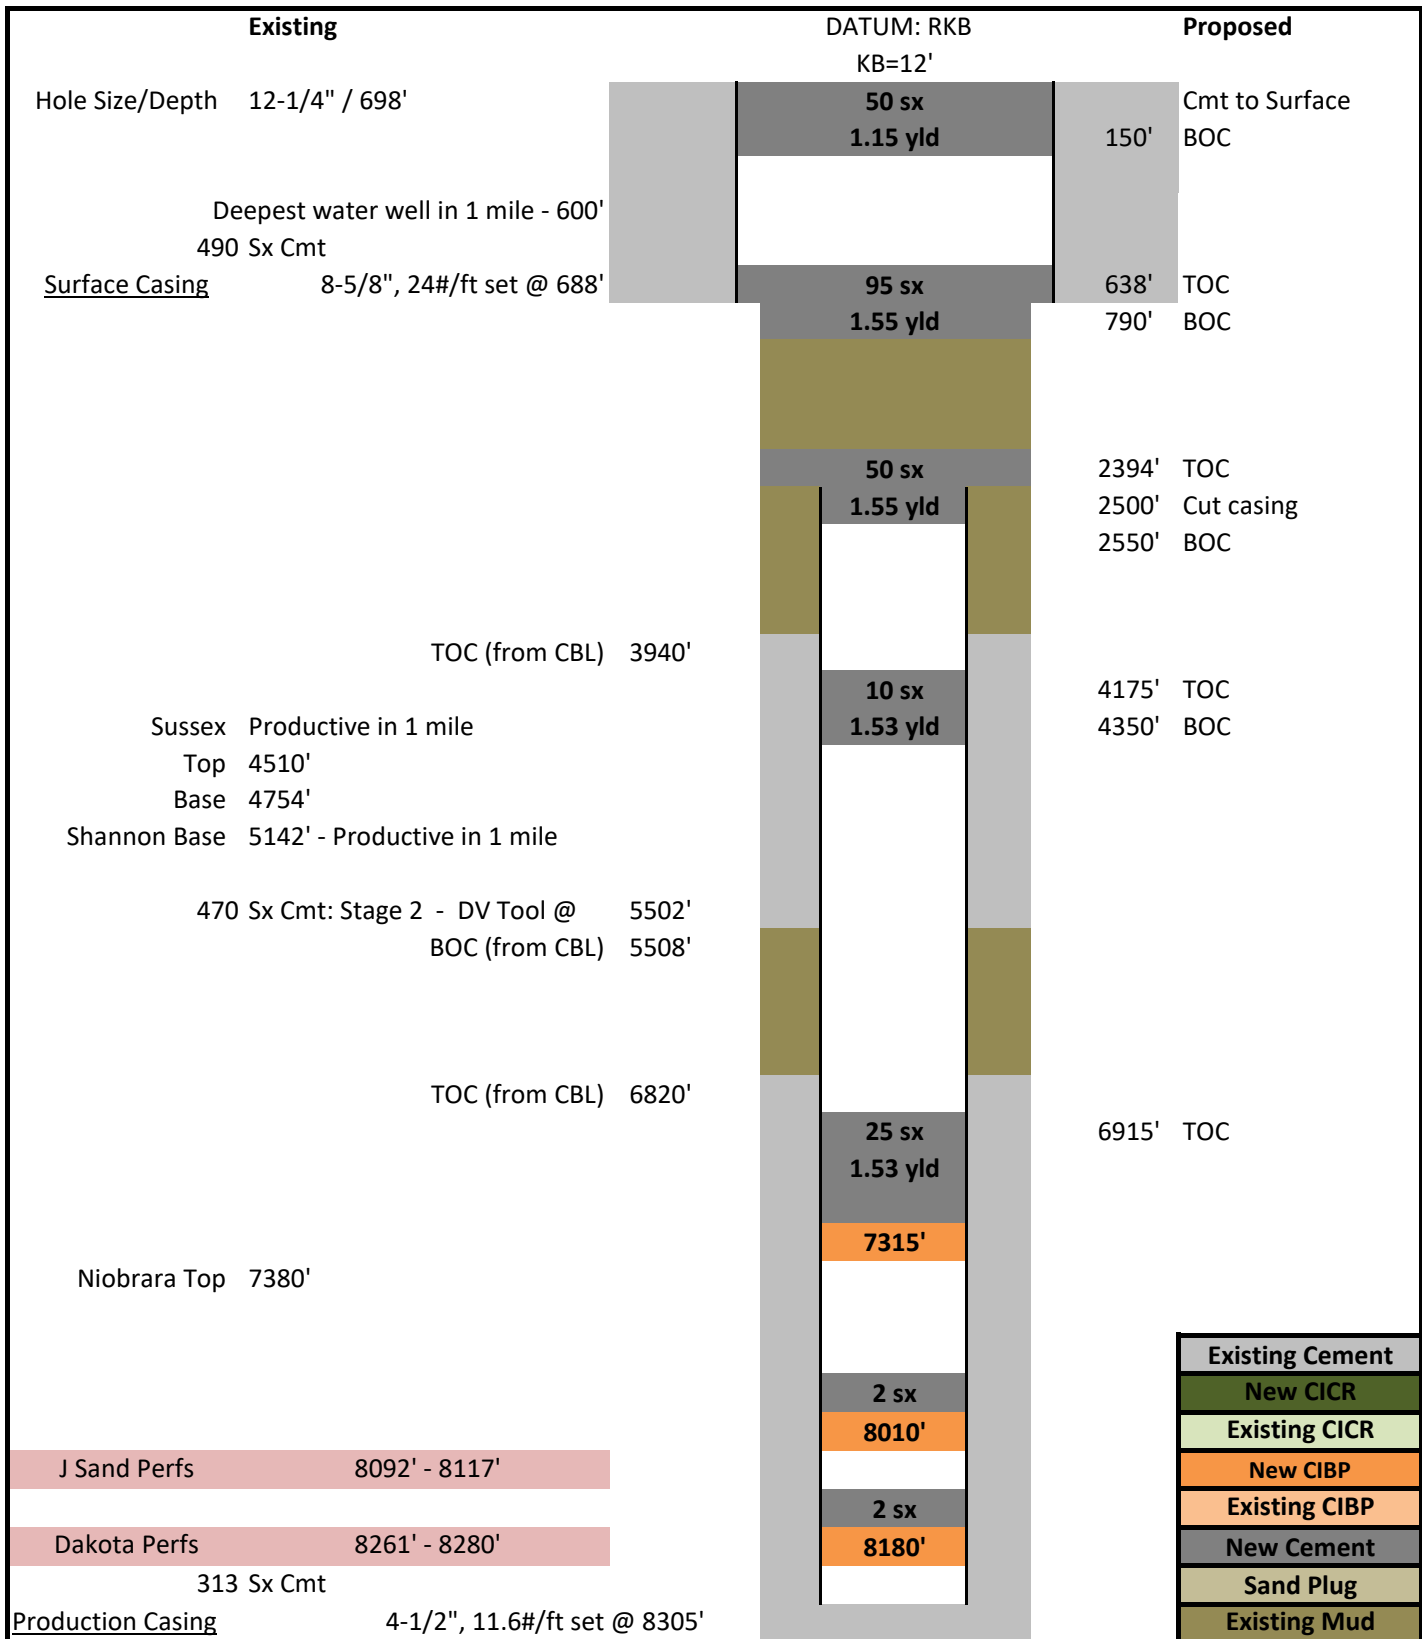 Existing DATUM: RKB Proposed
KB=12'
Hole Size/Depth 12-1/4" / 698' 50 sx Cmt to Surface
1.15 yld 150' BOC
Deepest water well in 1 mile - 600'
490 Sx Cmt
Surface Casing 8-5/8", 24#/ft set @ 688' 95 sx 638' TOC
1.55 yld 790' BOC
50 sx 2394' TOC
1.55 yld 2500' Cut casing
2550' BOC
TOC (from CBL) 3940'
10 sx 4175' TOC
Sussex Productive in 1 mile 1.53 yld 4350' BOC
Top 4510'
Base 4754'
Shannon Base 5142' - Productive in 1 mile
470 Sx Cmt: Stage 2 - DV Tool @ 5502'
BOC (from CBL) 5508'
TOC (from CBL) 6820'
25 sx 6915' TOC
1.53 yld
7315'
Niobrara Top 7380'
Existing Cement
2 sx New CICR
8010' Existing CICR
J Sand Perfs 8092' - 8117' New CIBP
2 sx Existing CIBP
Dakota Perfs 8261' - 8280' 8180' New Cement
313 Sx Cmt Sand Plug
Production Casing 4-1/2", 11.6#/ft set @ 8305' Existing Mud